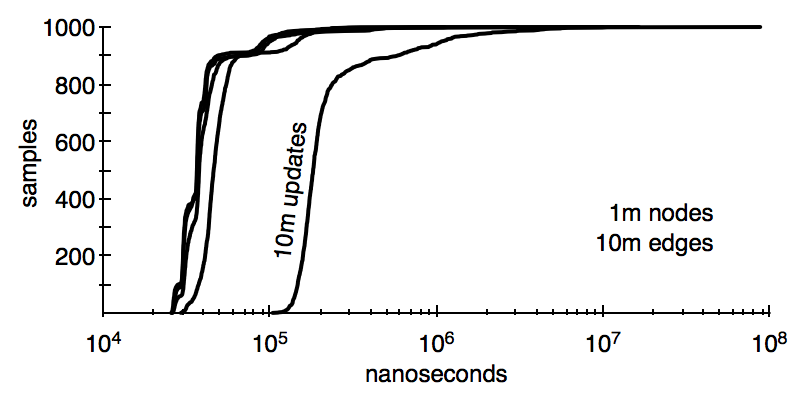 1000
800
600
400
200
samples
10m updates
1m nodes
10m edges
10⁴
10⁵
10⁶
10⁷
10⁸
nanoseconds